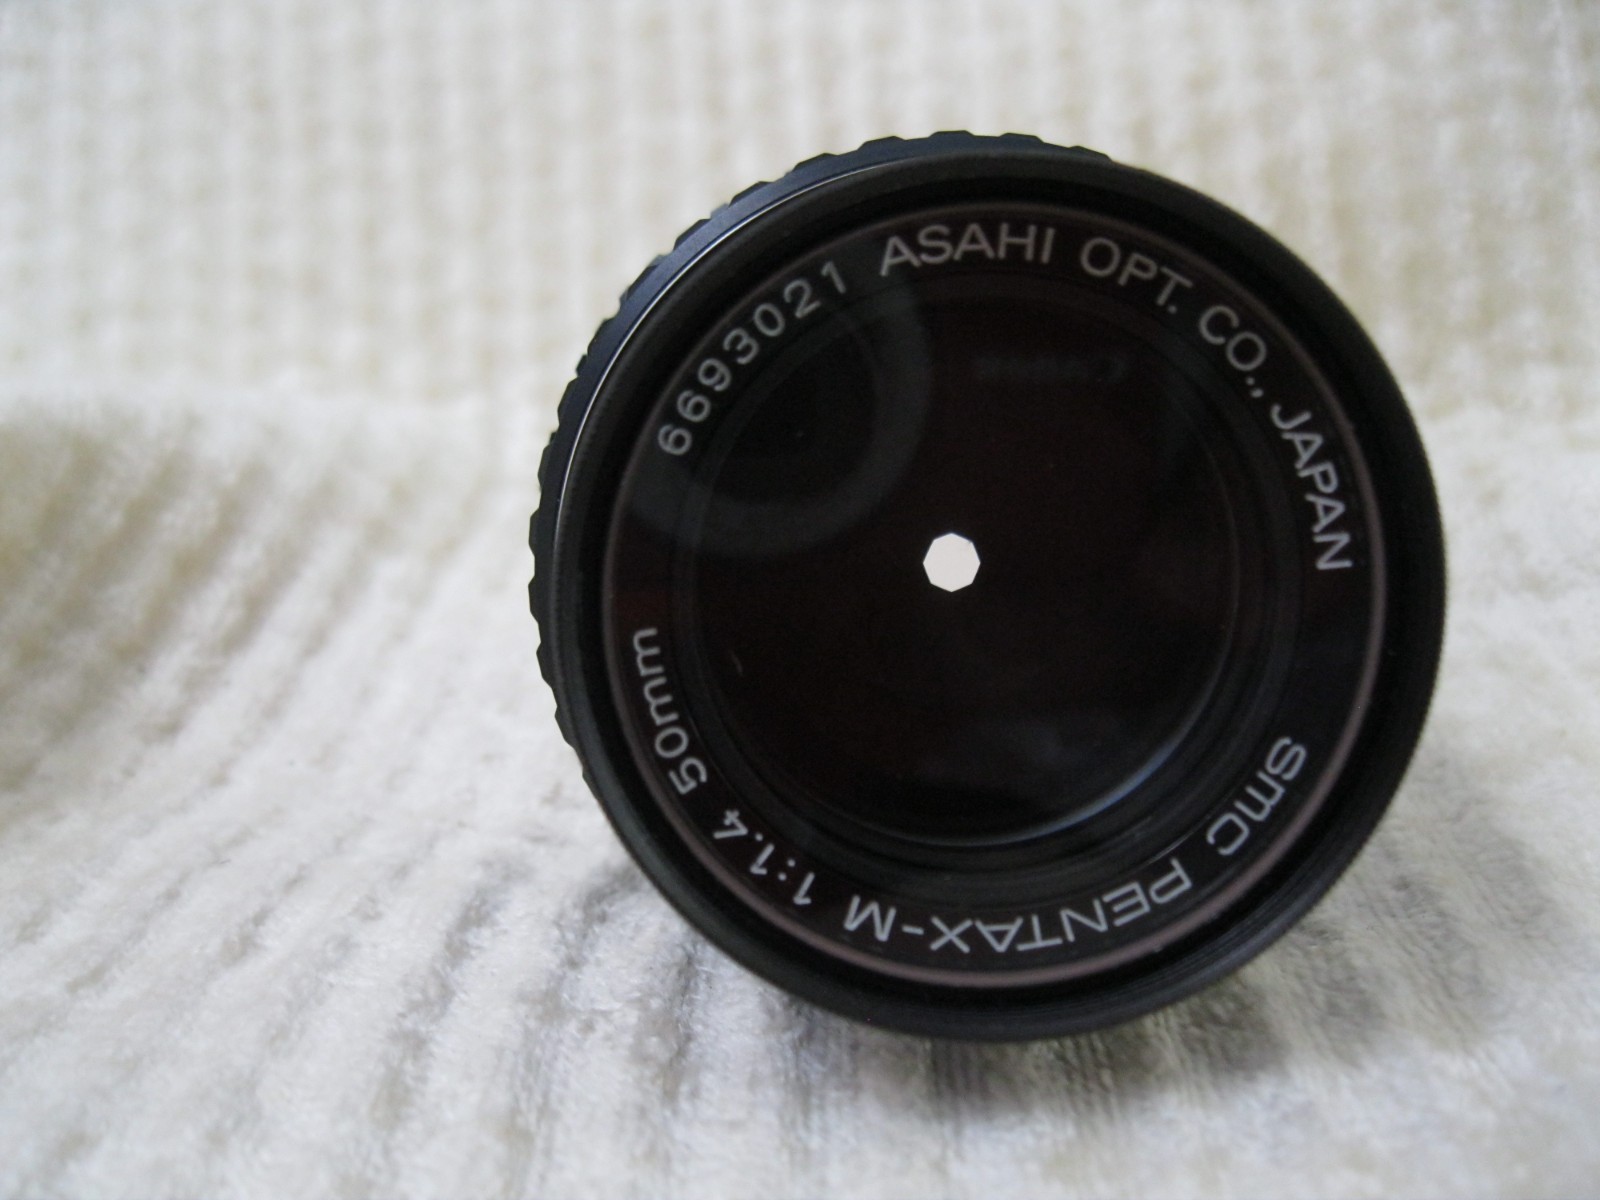 smc PENTAX-M 1:1.4 50mm
6693021 ASAHI OPT. CO., JAPAN